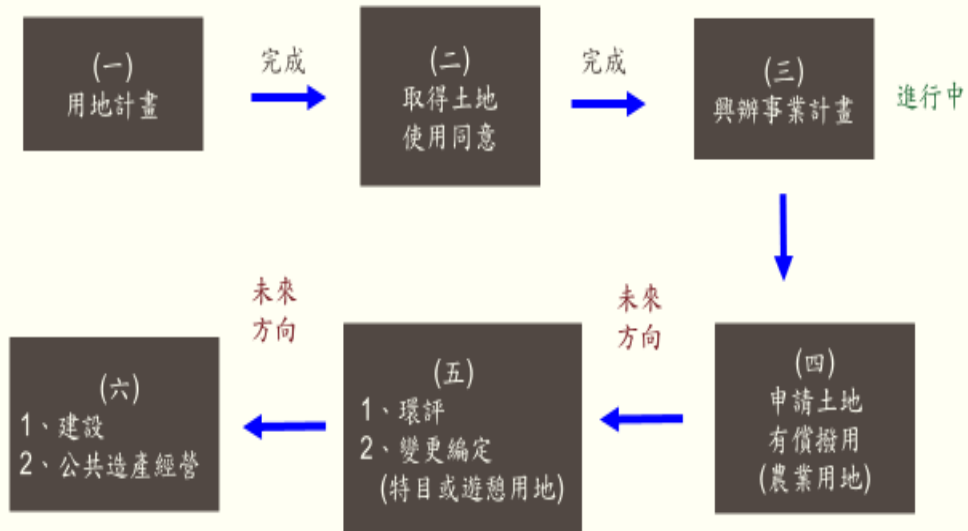 (一)
用地計畫
完成
(二)
取得土地
使用同意
完成
(三)
興辦事業計畫
進行中
(四)
申請土地
有償撥用
(農業用地)
未來
方向
(五)
1、環評
2、變更編定
(特目或遊憩用地)
未來
方向
(六)
1、建設
2、公共造產經營